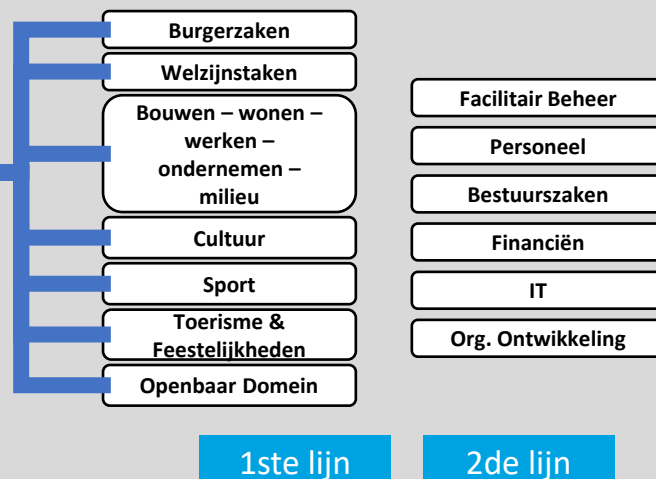 Burgerzaken
Welzijnstaken
Bouwen – wonen –
werken –
ondernemen –
milieu
Cultuur
Sport
Toerisme &
Feestelijkheden
Openbaar Domein
Facilitair Beheer
Personeel
Bestuurszaken
Financiën
IT
Org. Ontwikkeling
1ste lijn
2de lijn